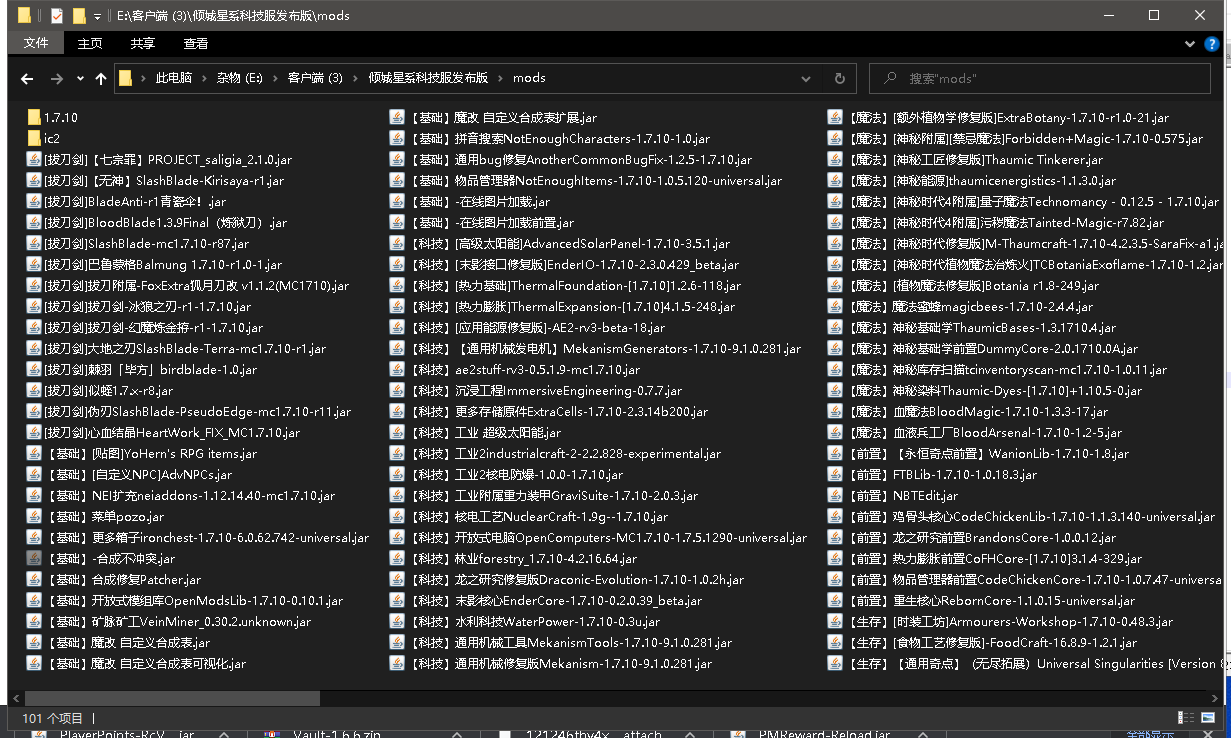 E:\客户端 (3)\倾城星系科技服发布版\mods
文件 主页 共享 查看
此电脑 › 杂物 (E:) › 客户端 (3) › 倾城星系科技服发布版 › mods
搜索"mods"
1.7.10
ic2
[拔刀剑]【七宗罪】PROJECT_saligia_2.1.0.jar
[拔刀剑]【无神】SlashBlade-Kirisaya-r1.jar
[拔刀剑]BladeAnti-r1青瓷伞！.jar
[拔刀剑]BloodBlade1.3.9Final（炼狱刀）.jar
[拔刀剑]SlashBlade-mc1.7.10-r87.jar
[拔刀剑]巴鲁蒙格Balmung 1.7.10-r1.0-1.jar
[拔刀剑]拔刀附属-FoxExtra狐月刀改 v1.1.2(MC1710).jar
[拔刀剑]拔刀剑-冰狼之刃-r1-1.7.10.jar
[拔刀剑]拔刀剑-幻魔炼金术-r1-1.7.10.jar
[拔刀剑]大地之刃SlashBlade-Terra-mc1.7.10-r1.jar
[拔刀剑]棘羽「毕方」birdblade-1.0.jar
[拔刀剑]似蛭1.7.x-r8.jar
[拔刀剑]伪刃SlashBlade-PseudoEdge-mc1.7.10-r11.jar
[拔刀剑]心血结晶HeartWork_FIX_MC1.7.10.jar
【基础】[贴图]YoHern's RPG items.jar
【基础】[自定义NPC]AdvNPCs.jar
【基础】NEI扩充neiaddons-1.12.14.40-mc1.7.10.jar
【基础】菜单pozo.jar
【基础】更多箱子ironchest-1.7.10-6.0.62.742-universal.jar
【基础】-合成不冲突.jar
【基础】合成修复Patcher.jar
【基础】开放式模组库OpenModsLib-1.7.10-0.10.1.jar
【基础】矿脉矿工VeinMiner_0.30.2.unknown.jar
【基础】魔改 自定义合成表.jar
【基础】魔改 自定义合成表可视化.jar
【基础】魔改 自定义合成表扩展.jar
【基础】拼音搜索NotEnoughCharacters-1.7.10-1.0.jar
【基础】通用bug修复AnotherCommonBugFix-1.2.5-1.7.10.jar
【基础】物品管理器NotEnoughItems-1.7.10-1.0.5.120-universal.jar
【基础】-在线图片加载.jar
【基础】-在线图片加载前置.jar
【科技】[高级太阳能]AdvancedSolarPanel-1.7.10-3.5.1.jar
【科技】[末影接口修复版]EnderIO-1.7.10-2.3.0.429_beta.jar
【科技】[热力基础]ThermalFoundation-[1.7.10]1.2.6-118.jar
【科技】[热力膨胀]ThermalExpansion-[1.7.10]4.1.5-248.jar
【科技】[应用能源修复版]-AE2-rv3-beta-18.jar
【科技】【通用机械发电机】MekanismGenerators-1.7.10-9.1.0.281.jar
【科技】ae2stuff-rv3-0.5.1.9-mc1.7.10.jar
【科技】沉浸工程ImmersiveEngineering-0.7.7.jar
【科技】更多存储原件ExtraCells-1.7.10-2.3.14b200.jar
【科技】工业 超级太阳能.jar
【科技】工业2industrialcraft-2-2.2.828-experimental.jar
【科技】工业2核电防爆-1.0.0-1.7.10.jar
【科技】工业附属重力装甲GraviSuite-1.7.10-2.0.3.jar
【科技】核电工艺NuclearCraft-1.9g--1.7.10.jar
【科技】开放式电脑OpenComputers-MC1.7.10-1.7.5.1290-universal.jar
【科技】林业forestry_1.7.10-4.2.16.64.jar
【科技】龙之研究修复版Draconic-Evolution-1.7.10-1.0.2h.jar
【科技】末影核心EnderCore-1.7.10-0.2.0.39_beta.jar
【科技】水利科技WaterPower-1.7.10-0.3u.jar
【科技】通用机械工具MekanismTools-1.7.10-9.1.0.281.jar
【科技】通用机械修复版Mekanism-1.7.10-9.1.0.281.jar
【魔法】[额外植物学修复版]ExtraBotany-1.7.10-r1.0-21.jar
【魔法】[神秘附属][禁忌魔法]Forbidden+Magic-1.7.10-0.575.jar
【魔法】[神秘工匠修复版]Thaumic Tinkerer.jar
【魔法】[神秘能源]thaumicenergistics-1.1.3.0.jar
【魔法】[神秘时代4附属]量子魔法Technomancy - 0.12.5 - 1.7.10.jar
【魔法】[神秘时代4附属]污秽魔法Tainted-Magic-r7.82.jar
【魔法】[神秘时代修复版]M-Thaumcraft-1.7.10-4.2.3.5-SaraFix-a1.ja
【魔法】[神秘时代植物魔法冶炼火]TCBotaniaExoflame-1.7.10-1.2.jar
【魔法】[植物魔法修复版]Botania r1.8-249.jar
【魔法】魔法蜜蜂magicbees-1.7.10-2.4.4.jar
【魔法】神秘基础学ThaumicBases-1.3.1710.4.jar
【魔法】神秘基础学前置DummyCore-2.0.1710.0A.jar
【魔法】神秘库存扫描tcinventoryscan-mc1.7.10-1.0.11.jar
【魔法】神秘染料Thaumic-Dyes-[1.7.10]+1.10.5-0.jar
【魔法】血魔法BloodMagic-1.7.10-1.3.3-17.jar
【魔法】血液兵工厂BloodArsenal-1.7.10-1.2-5.jar
【前置】【永恒奇点前置】WanionLib-1.7.10-1.8.jar
【前置】FTBLib-1.7.10-1.0.18.3.jar
【前置】NBTEdit.jar
【前置】鸡骨头核心CodeChickenLib-1.7.10-1.1.3.140-universal.jar
【前置】龙之研究前置BrandonsCore-1.0.0.12.jar
【前置】热力膨胀前置CoFHCore-[1.7.10]3.1.4-329.jar
【前置】物品管理器前置CodeChickenCore-1.7.10-1.0.7.47-universa
【前置】重生核心RebornCore-1.1.0.15-universal.jar
【生存】[时装工坊]Armourers-Workshop-1.7.10-0.48.3.jar
【生存】[食物工艺修复版]-FoodCraft-16.8.9-1.2.1.jar
【生存】【通用奇点】（无尽拓展）Universal Singularities [Version 8
101 个项目
PlayerPoints-RcV....jar Vault-1.6.6.zip 121246thy4x...attach PMReward-Reload.jar 全部显示